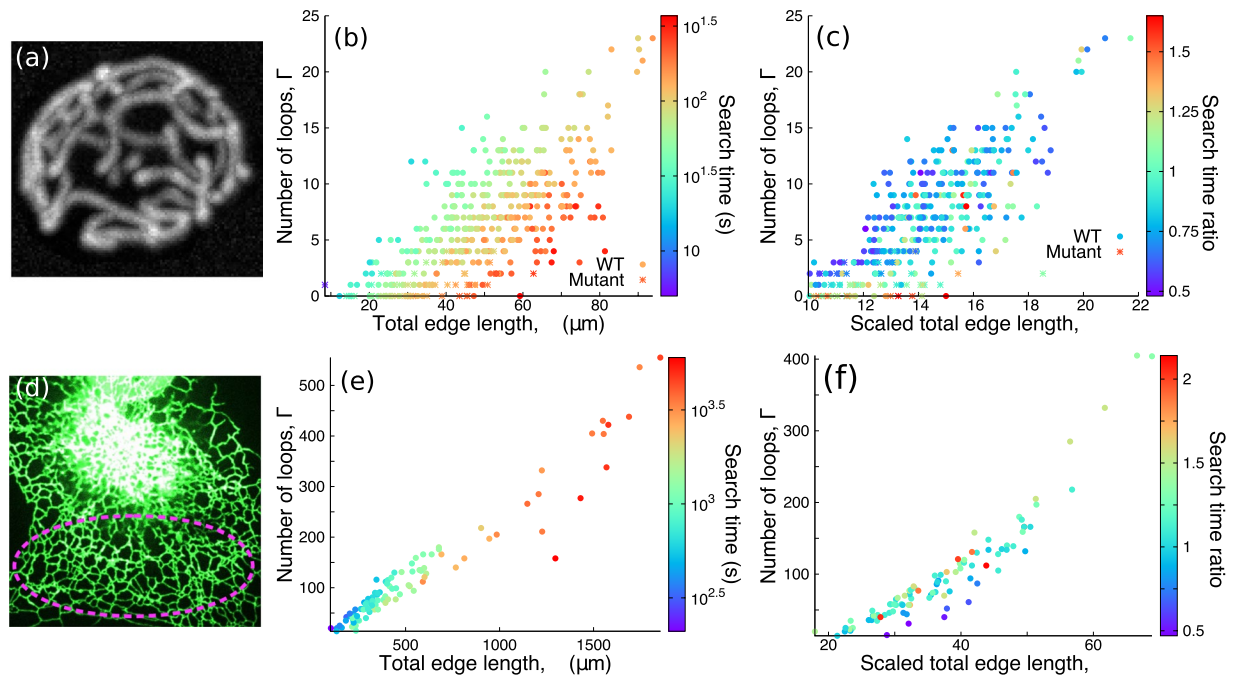 (a)
(b)
25
20
15
10
5
0
Number of loops, Γ
20
40
60
80
Total edge length, (μm)
WT
Mutant
10^1.5
10^2
10^1.5
10
Search time (s)
(c)
25
20
15
10
5
0
Number of loops, Γ
10
12
14
16
18
20
22
Scaled total edge length,
WT
Mutant
1.5
1.25
1
0.75
0.5
Search time ratio
(d)
(e)
500
400
300
200
100
Number of loops, Γ
500
1000
1500
Total edge length, (μm)
10^3.5
10^3
10^2.5
Search time (s)
(f)
400
300
200
100
Number of loops, Γ
20
40
60
Scaled total edge length,
2
1.5
1
0.5
Search time ratio